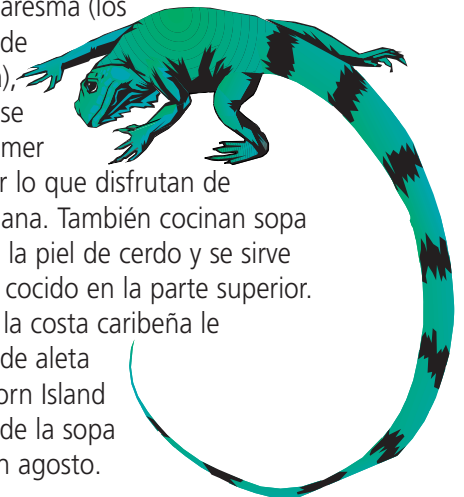 aresma (los
de
),
se
mer
r lo que disfrutan de
ana. También cocinan sopa
la piel de cerdo y se sirve
cocido en la parte superior.
la costa caribeña le
de aleta
orn Island
de la sopa
n agosto.